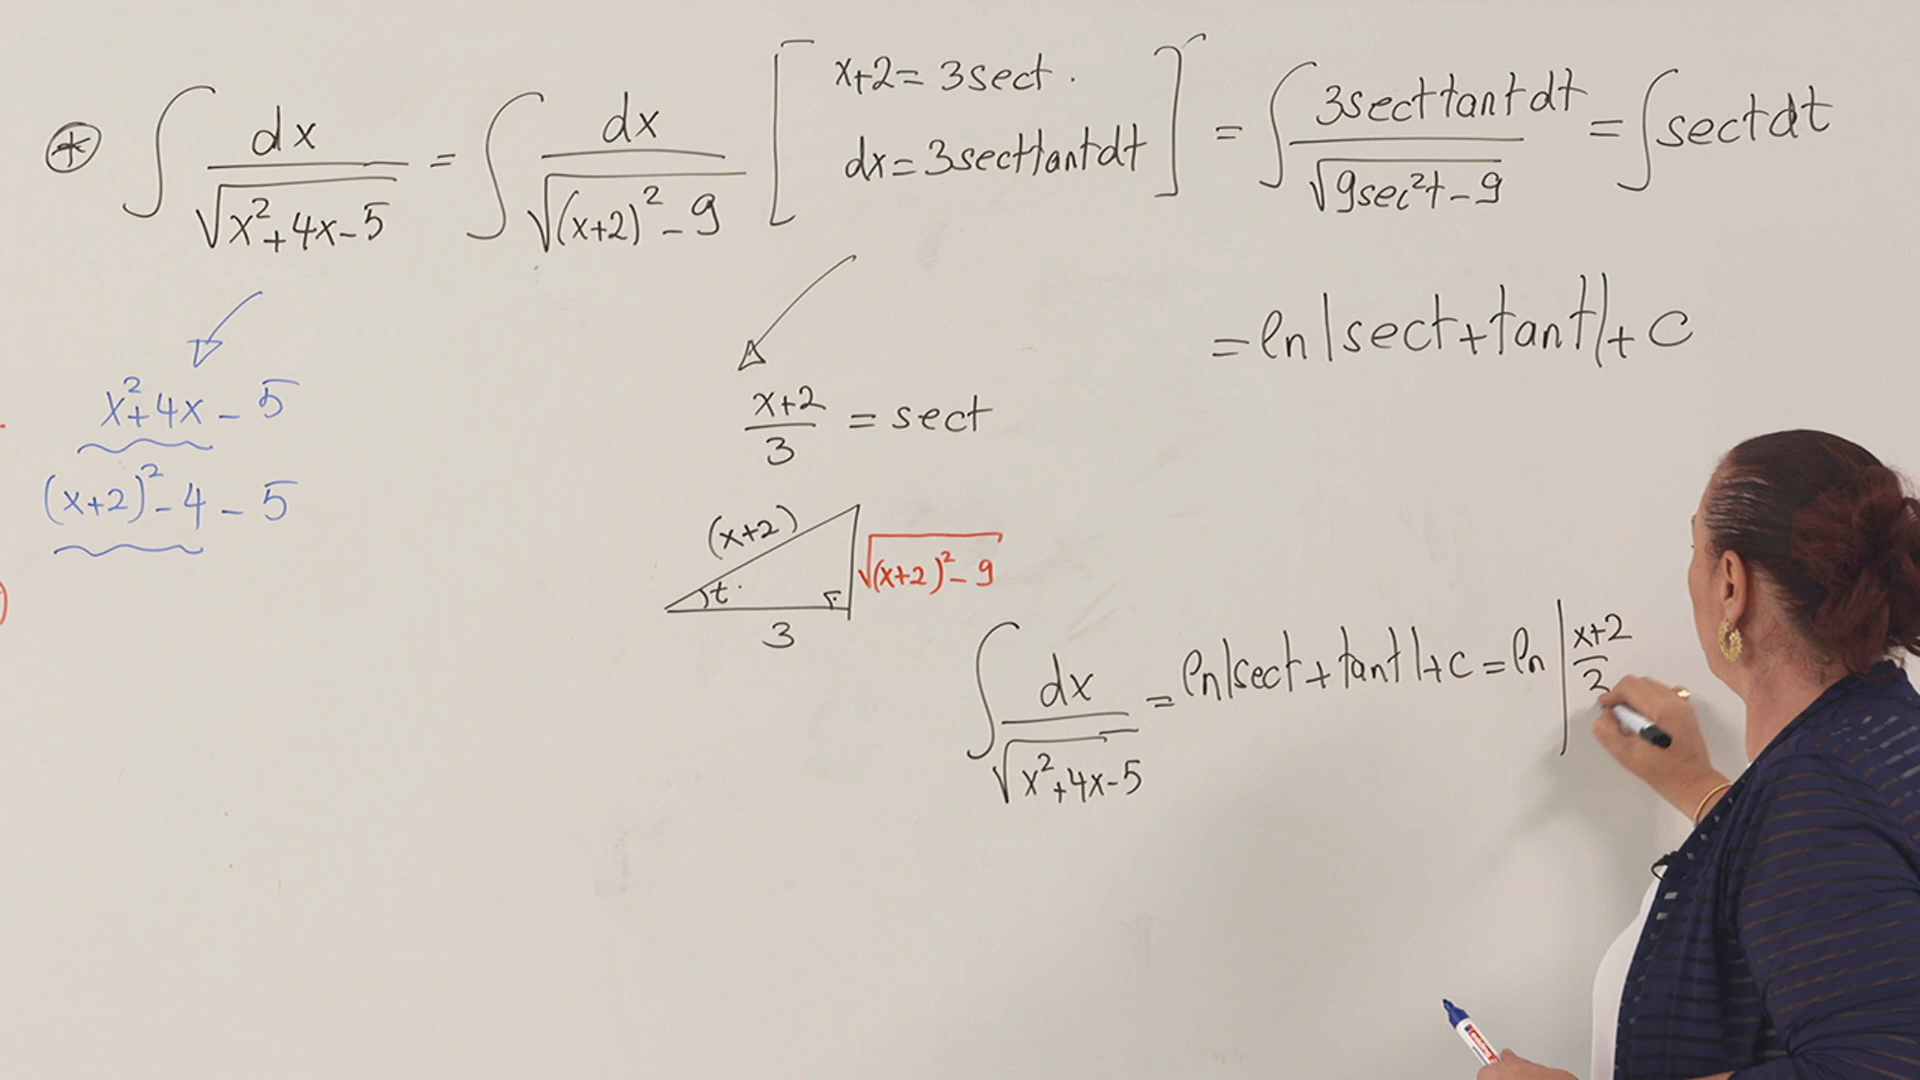 ⊛ ∫ dx / √(x²+4x-5) = ∫ dx / √((x+2)²-9) [ x+2 = 3sect . dx = 3secttantdt ] = ∫ 3secttantdt / √(9sec²t-9) = ∫ sectdt
= ln|sect+tant|+c
x²+4x-5
(x+2)²-4-5
(x+2)/3 = sect
(x+2)
t
√((x+2)²-9)
3
∫ dx / √(x²+4x-5) = ln|sect+tant|+c = ln| (x+2)/3